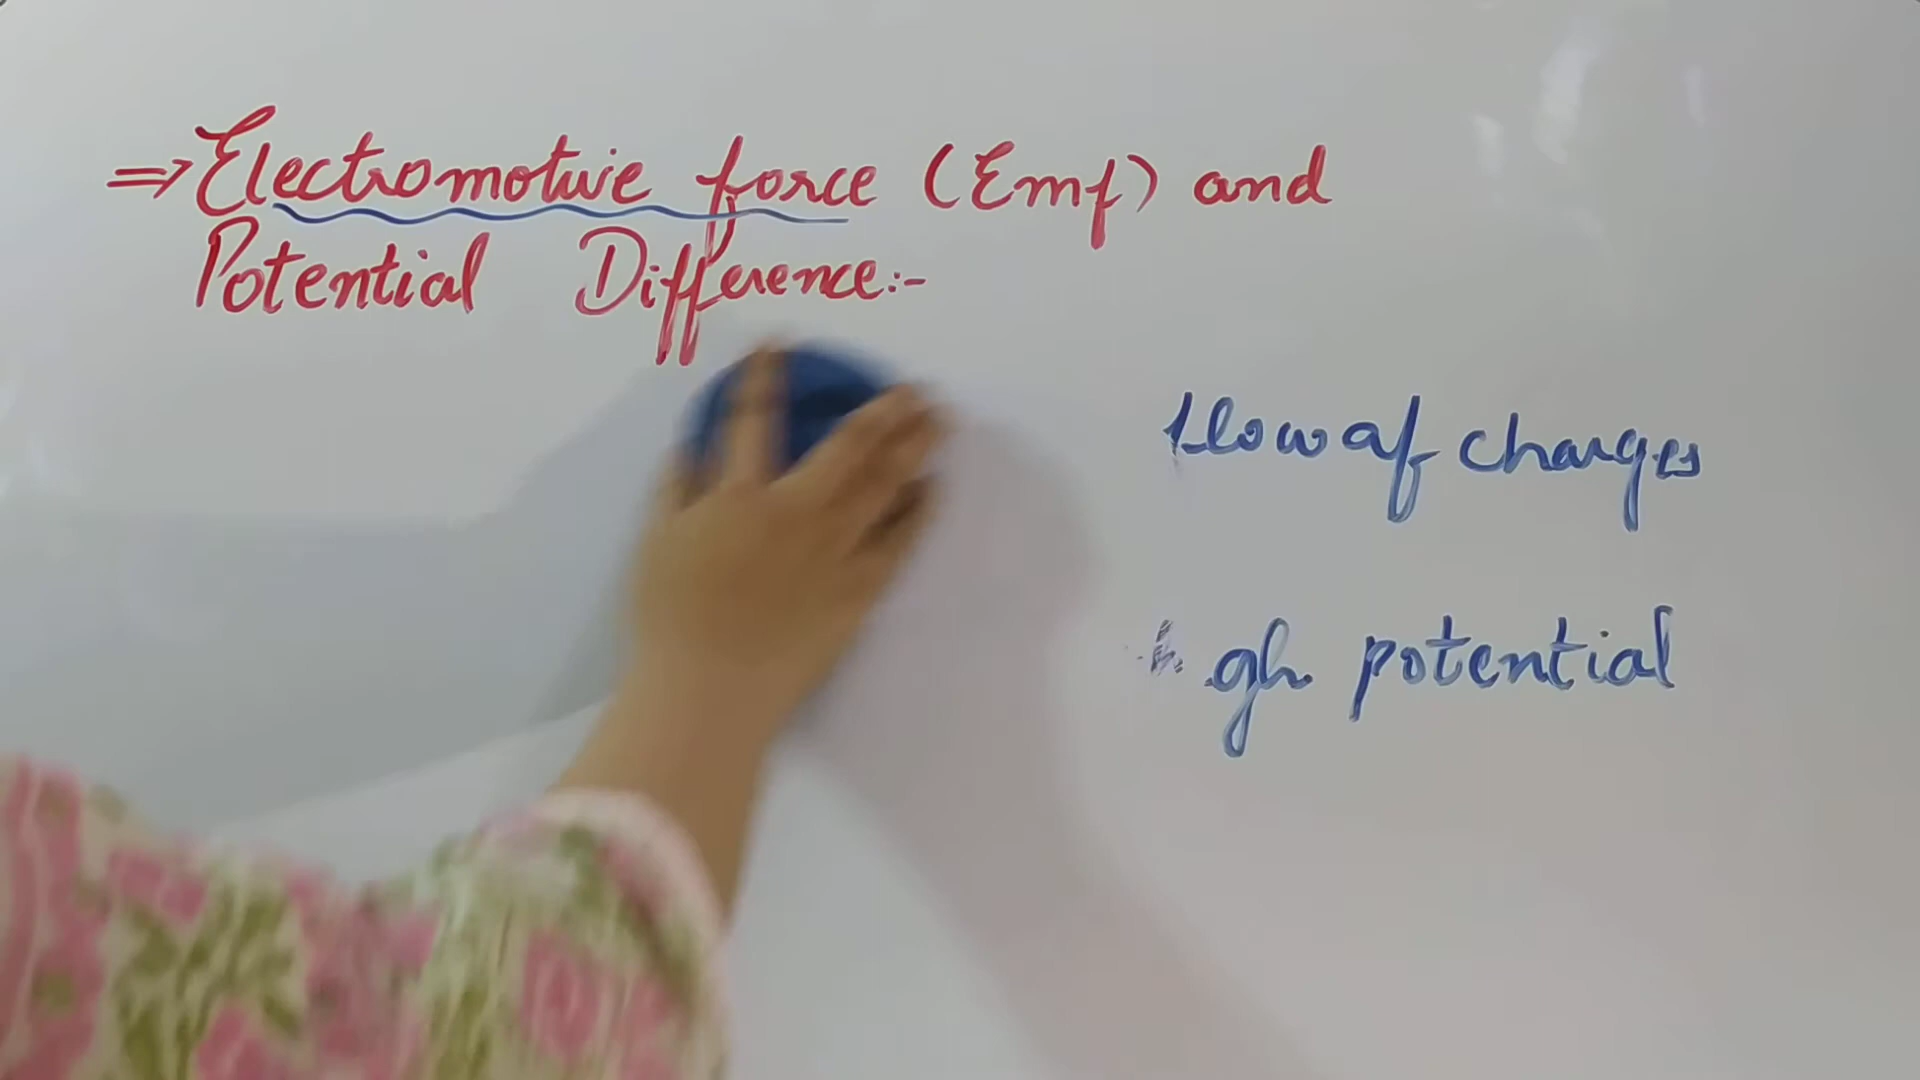 ⇒ Electromotive force (Emf) and
Potential Difference:-
flow of charges
gh potential